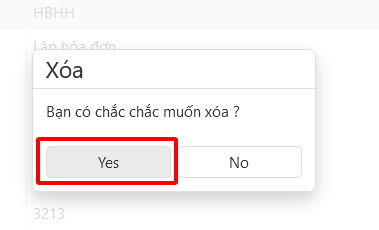 HBHH
Lập hóa đơn
Xóa
Bạn có chắc chắc muốn xóa ?
Yes
No
3213